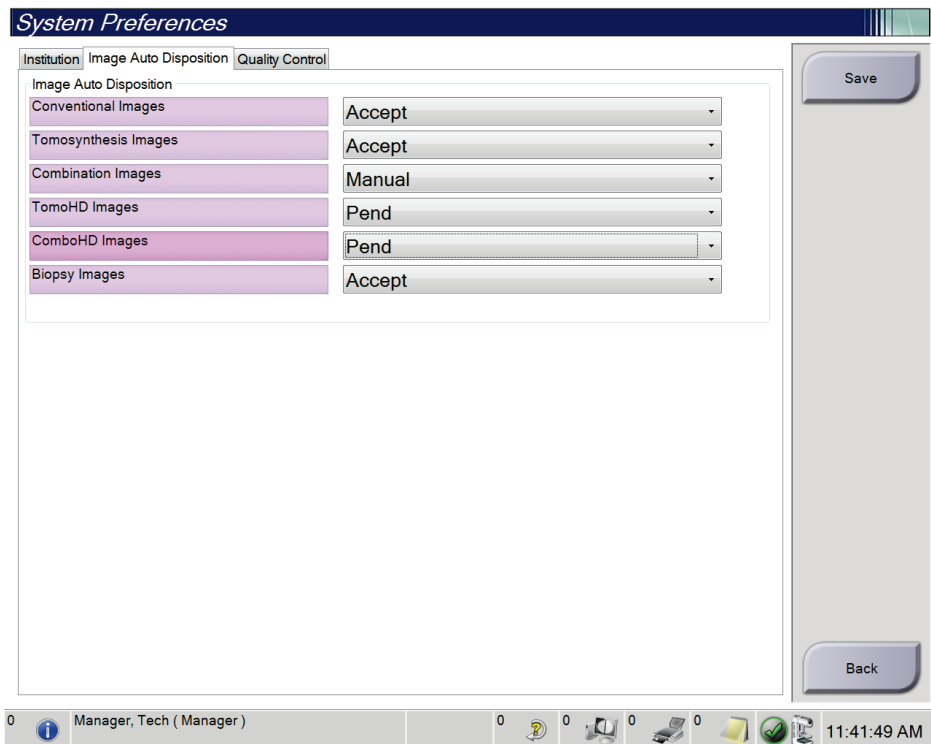 System Preferences
Institution Image Auto Disposition Quality Control
Save
Image Auto Disposition
Conventional Images Accept
Tomosynthesis Images Accept
Combination Images Manual
TomoHD Images Pend
ComboHD Images Pend
Biopsy Images Accept
Back
0 Manager, Tech ( Manager ) 0 0 0 0 11:41:49 AM